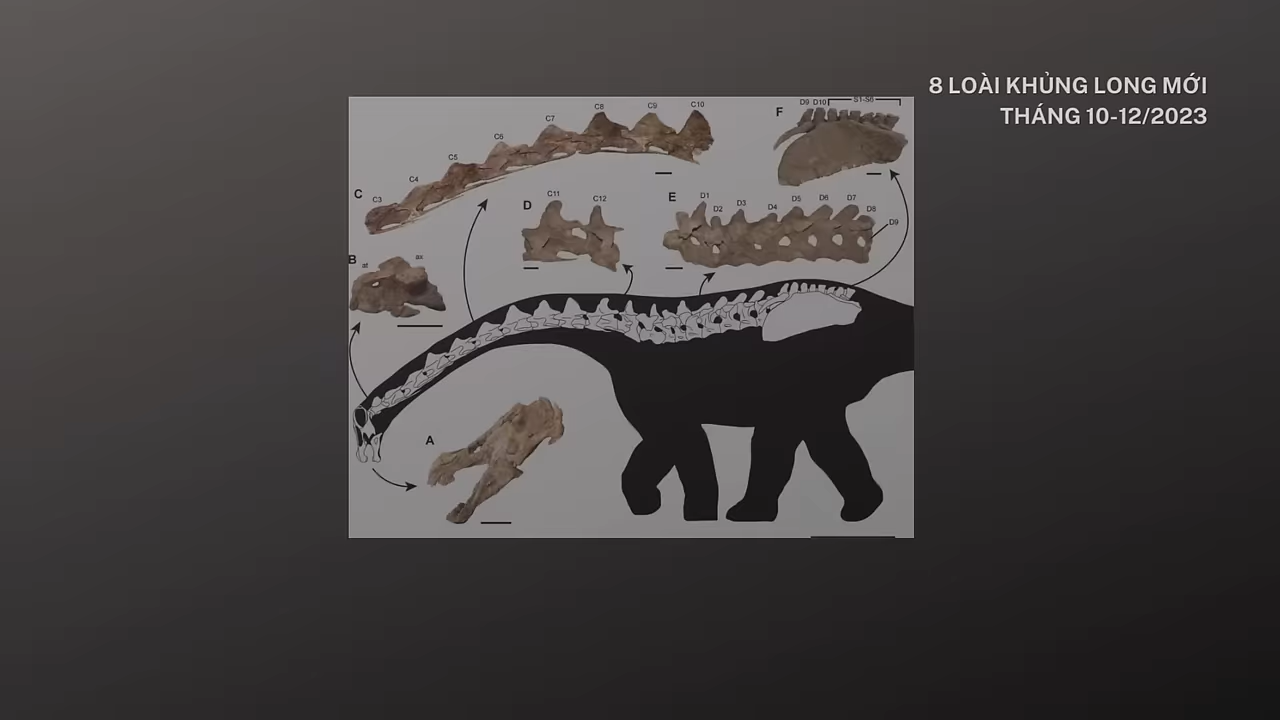 8 LOÀI KHỦNG LONG MỚI
THÁNG 10-12/2023
C8 C9 C10
D9 D10 S1-S6
F
C7
C6
C5
C4
C
C3
D
C11
C12
E
D1
D2
D3
D4
D5
D6
D7
D8
D9
B
at
ax
A